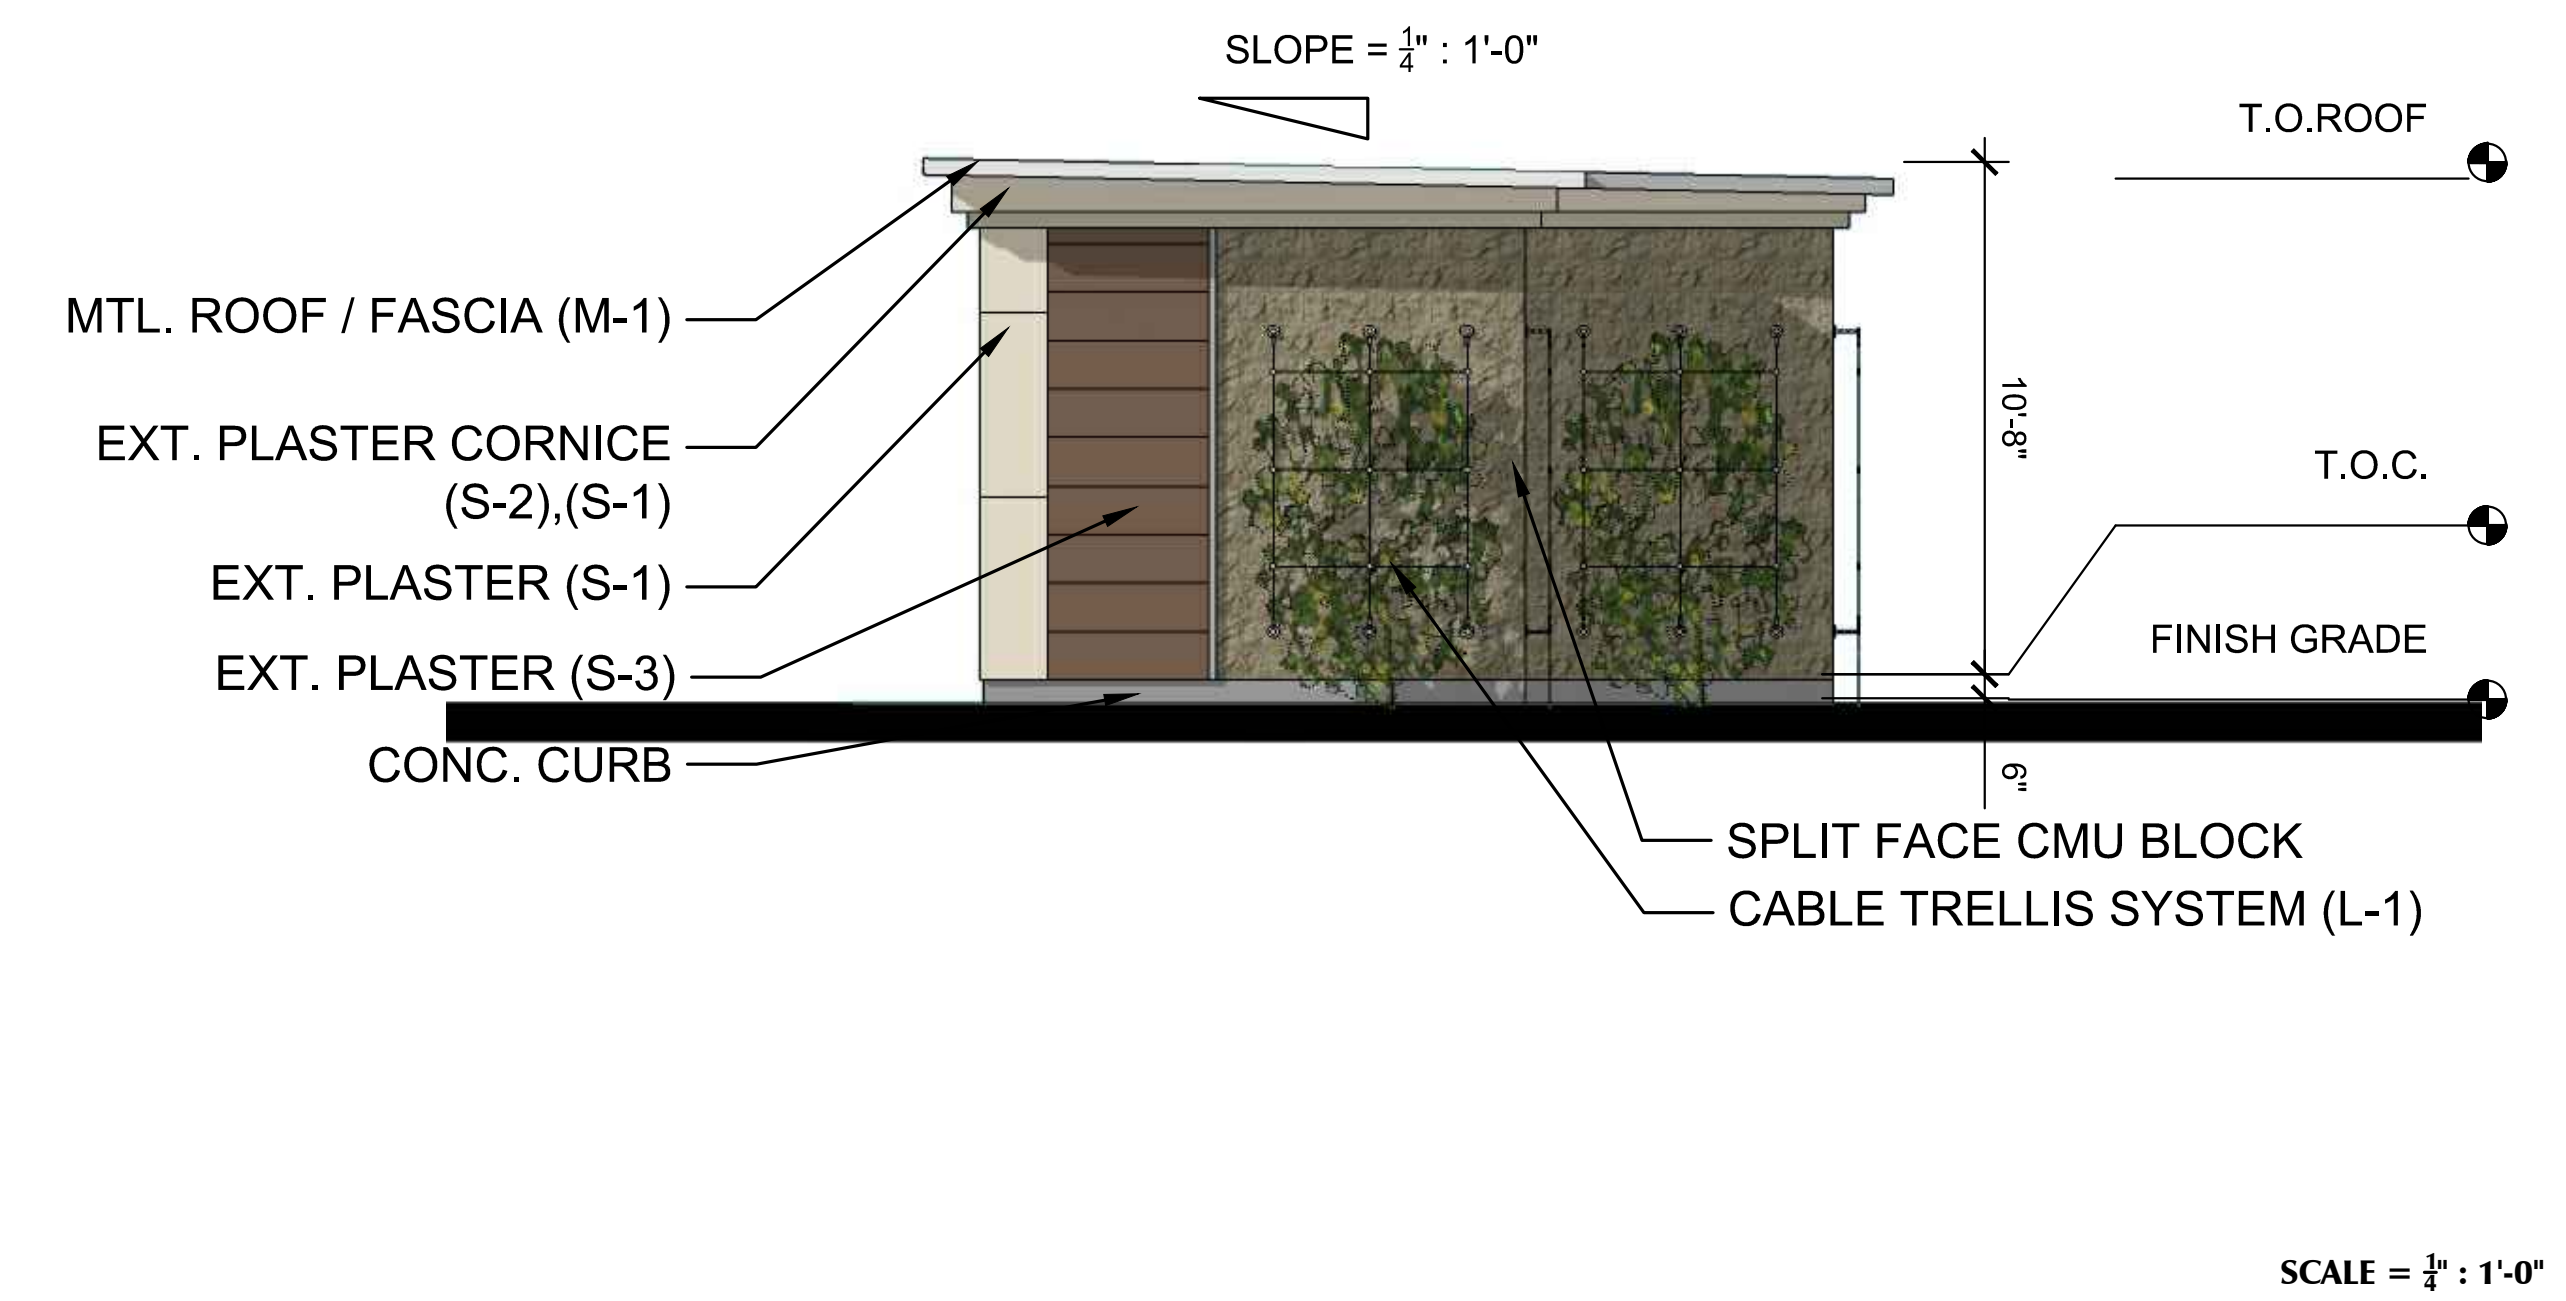 SLOPE = 1/4" : 1'-0"
T.O.ROOF
MTL. ROOF / FASCIA (M-1)
10'-8"
EXT. PLASTER CORNICE
(S-2),(S-1)
T.O.C.
EXT. PLASTER (S-1)
FINISH GRADE
EXT. PLASTER (S-3)
CONC. CURB
6"
SPLIT FACE CMU BLOCK
CABLE TRELLIS SYSTEM (L-1)
SCALE = 1/4" : 1'-0"